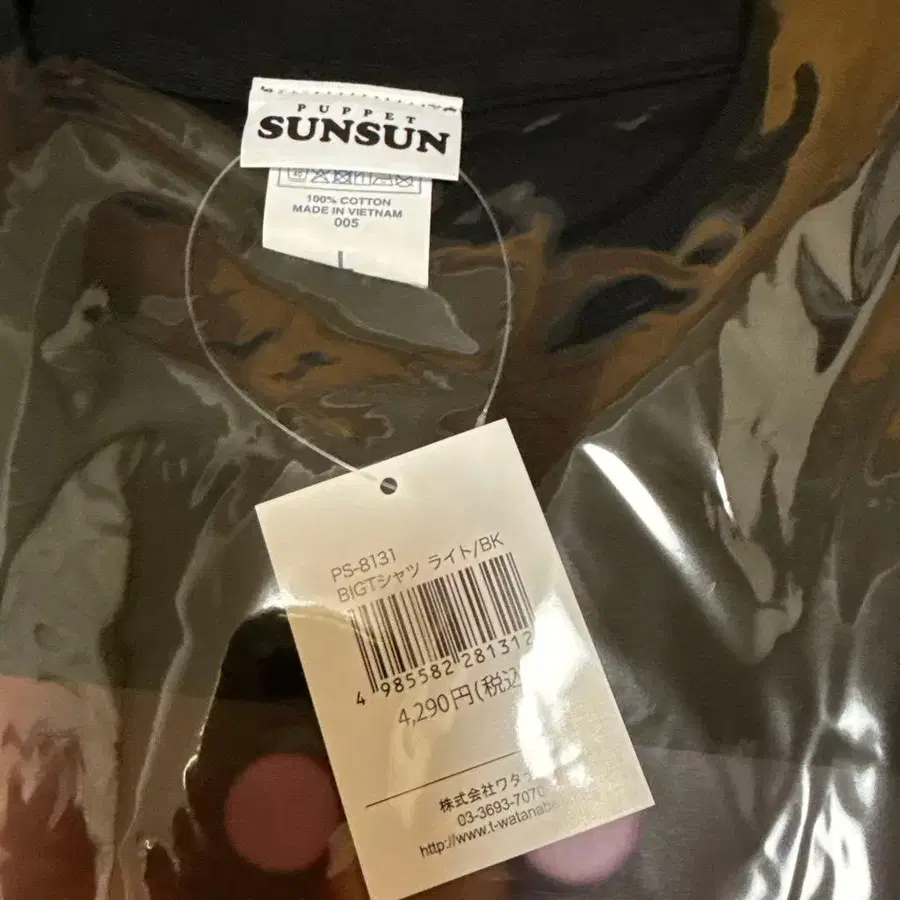 PUPPET
SUNSUN
100% COTTON
MADE IN VIETNAM
005
L
PS-8131
BIGTシャツ ライト/BK
4 985582 281312
4,290円(税込
株式会社ワタナ
03-3693-7070
http://www.t-watanabe